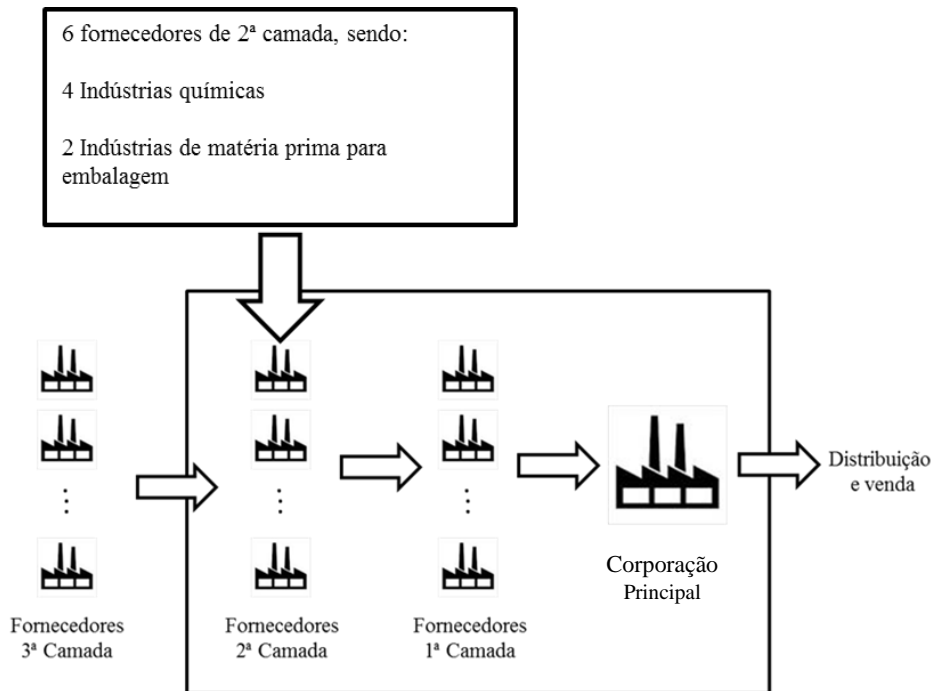 6 fornecedores de 2ª camada, sendo:
4 Indústrias químicas
2 Indústrias de matéria prima para
embalagem
Distribuição
e venda
Corporação
Principal
Fornecedores
3ª Camada
Fornecedores
2ª Camada
Fornecedores
1ª Camada